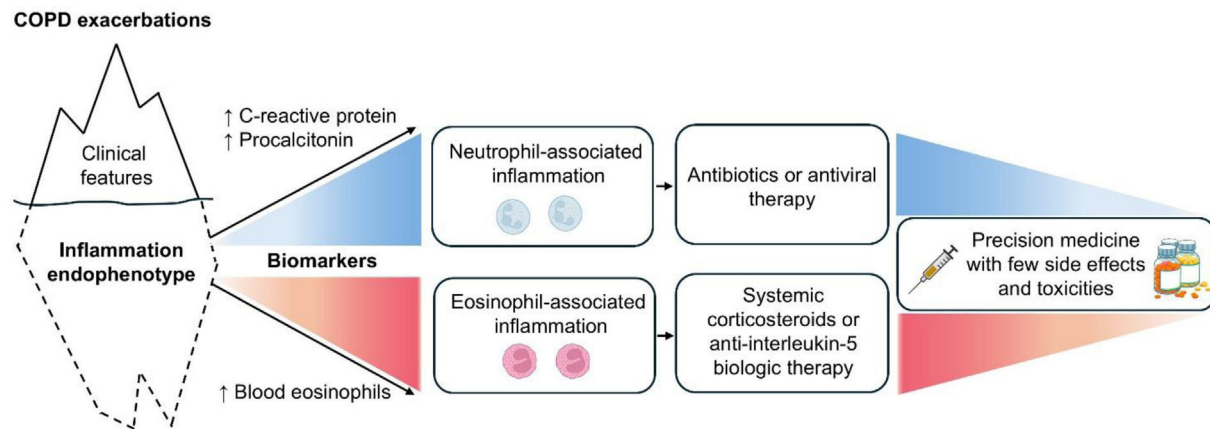 COPD exacerbations
Clinical
features
Inflammation
endophenotype
↑ C-reactive protein
↑ Procalcitonin
Biomarkers
↑ Blood eosinophils
Neutrophil-associated
inflammation
Antibiotics or antiviral
therapy
Eosinophil-associated
inflammation
Systemic
corticosteroids or
anti-interleukin-5
biologic therapy
Precision medicine
with few side effects
and toxicities